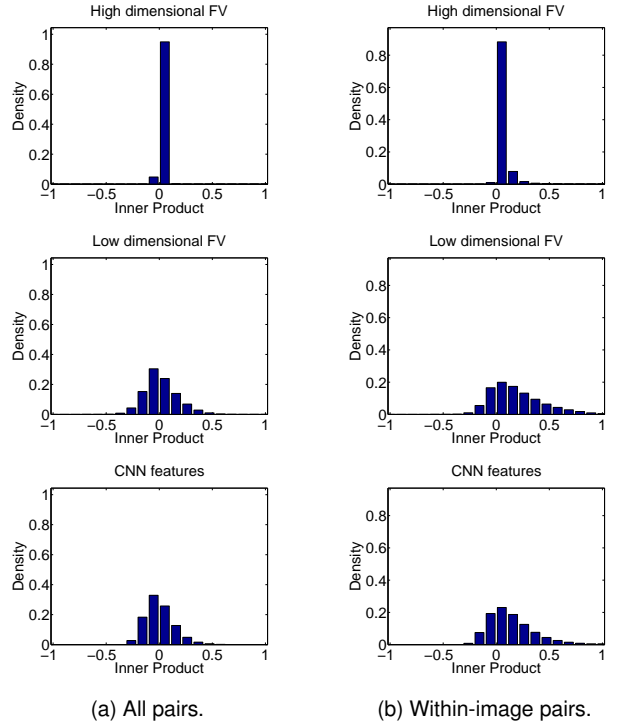 High dimensional FV
1
0.8
0.6
0.4
0.2
0
Density
−1 −0.5 0 0.5 1
Inner Product
High dimensional FV
0.8
0.6
0.4
0.2
0
Density
−1 −0.5 0 0.5 1
Inner Product
Low dimensional FV
1
0.8
0.6
0.4
0.2
0
Density
−1 −0.5 0 0.5 1
Inner Product
Low dimensional FV
0.8
0.6
0.4
0.2
0
Density
−1 −0.5 0 0.5 1
Inner Product
CNN features
1
0.8
0.6
0.4
0.2
0
Density
−1 −0.5 0 0.5 1
Inner Product
CNN features
0.8
0.6
0.4
0.2
0
Density
−1 −0.5 0 0.5 1
Inner Product
(a) All pairs.
(b) Within-image pairs.